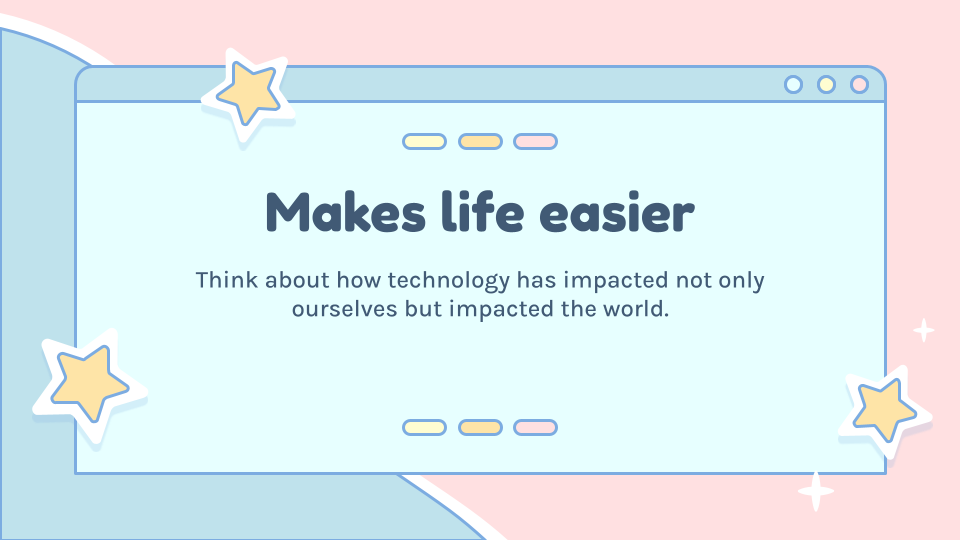 Makes life easier
Think about how technology has impacted not only
ourselves but impacted the world.